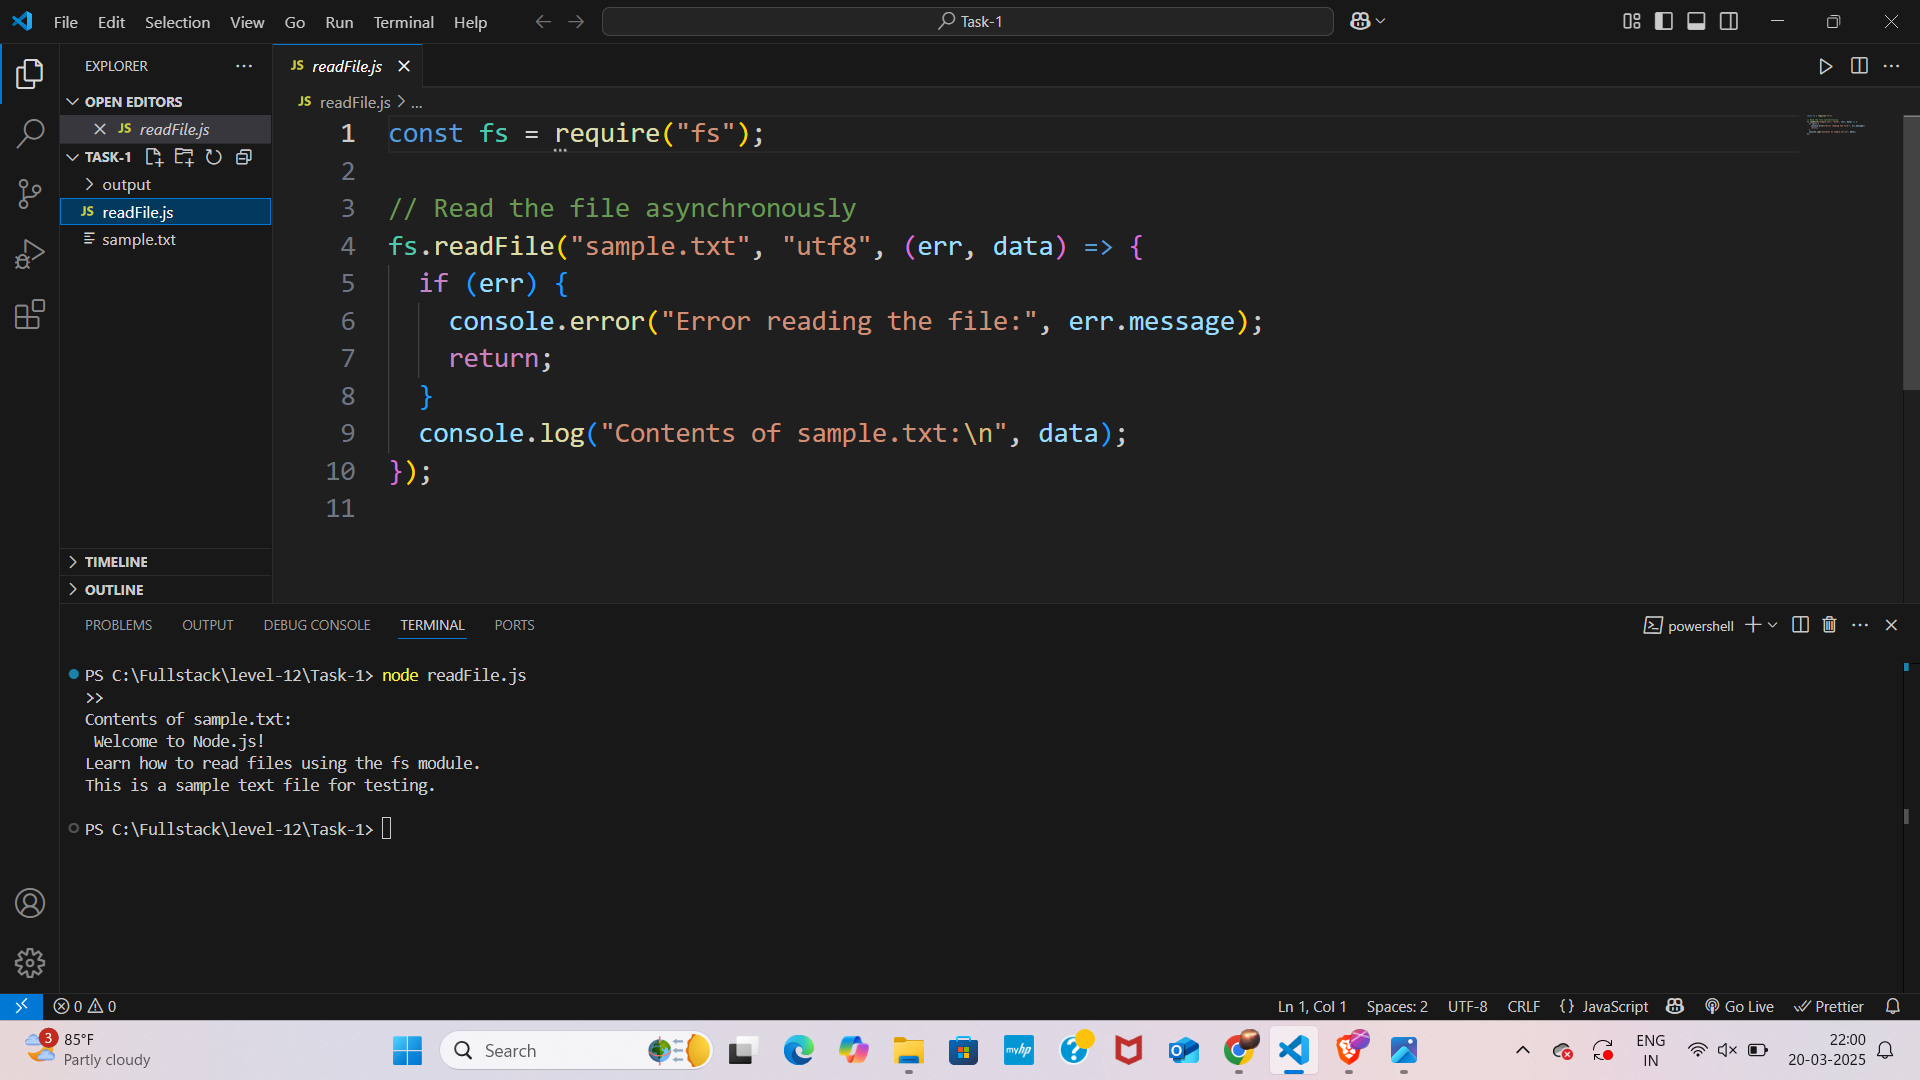 File Edit Selection View Go Run Terminal Help
Task-1
EXPLORER
OPEN EDITORS
JS readFile.js
TASK-1
output
JS readFile.js
sample.txt
TIMELINE
OUTLINE
JS readFile.js
JS readFile.js > ...
1 const fs = require("fs");
2
3 // Read the file asynchronously
4 fs.readFile("sample.txt", "utf8", (err, data) => {
5 if (err) {
6 console.error("Error reading the file:", err.message);
7 return;
8 }
9 console.log("Contents of sample.txt:\n", data);
10 });
11
PROBLEMS OUTPUT DEBUG CONSOLE TERMINAL PORTS
powershell
PS C:\Fullstack\level-12\Task-1> node readFile.js
>>
Contents of sample.txt:
Welcome to Node.js!
Learn how to read files using the fs module.
This is a sample text file for testing.
PS C:\Fullstack\level-12\Task-1>
0 0
Ln 1, Col 1 Spaces: 2 UTF-8 CRLF {} JavaScript Go Live Prettier
3
85°F
Partly cloudy
Search
myhp
ENG
IN
22:00
20-03-2025